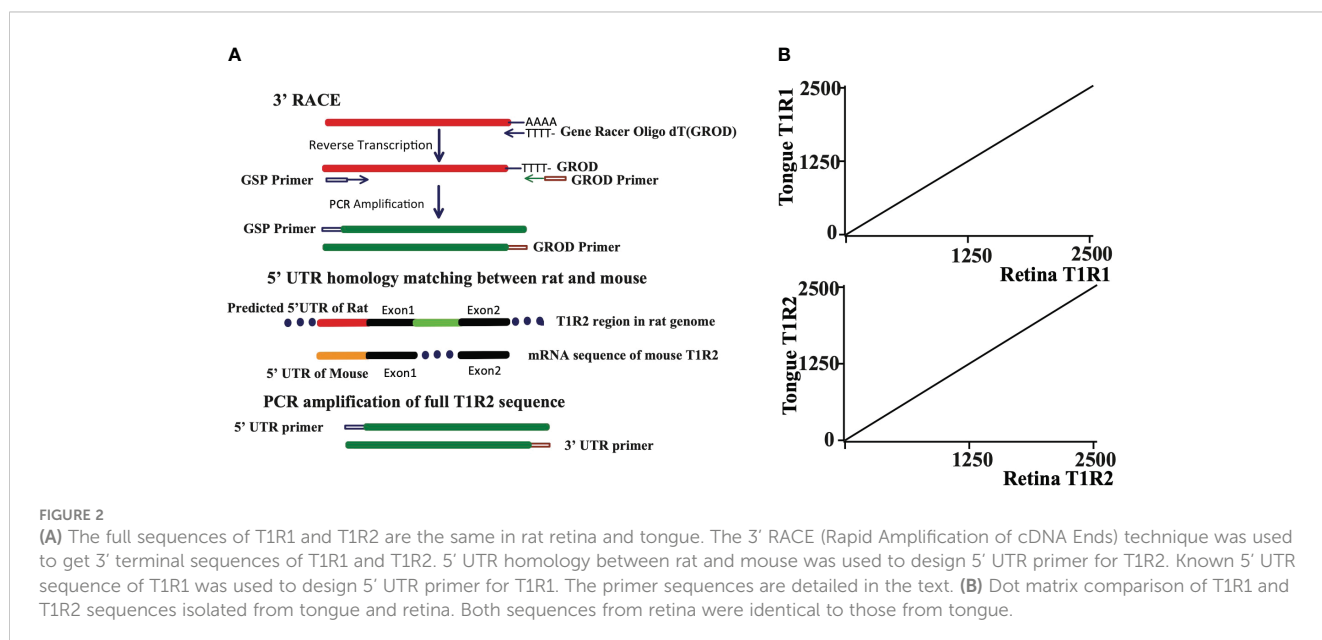 A
3' RACE
AAAA
TTTT- Gene Racer Oligo dT(GROD)
Reverse Transcription
TTTT- GROD
GSP Primer
GROD Primer
PCR Amplification
GSP Primer
GROD Primer
5' UTR homology matching between rat and mouse
Predicted 5'UTR of Rat Exon1 Exon2
T1R2 region in rat genome
mRNA sequence of mouse T1R2
5' UTR of Mouse Exon1 Exon2
PCR amplification of full T1R2 sequence
5' UTR primer
3' UTR primer
B
Tongue T1R1
2500
1250
0
1250 2500
Retina T1R1
Tongue T1R2
2500
1250
0
1250 2500
Retina T1R2
FIGURE 2
(A) The full sequences of T1R1 and T1R2 are the same in rat retina and tongue. The 3′ RACE (Rapid Amplification of cDNA Ends) technique was used
to get 3′ terminal sequences of T1R1 and T1R2. 5′ UTR homology between rat and mouse was used to design 5′ UTR primer for T1R2. Known 5′ UTR
sequence of T1R1 was used to design 5′ UTR primer for T1R1. The primer sequences are detailed in the text. (B) Dot matrix comparison of T1R1 and
T1R2 sequences isolated from tongue and retina. Both sequences from retina were identical to those from tongue.